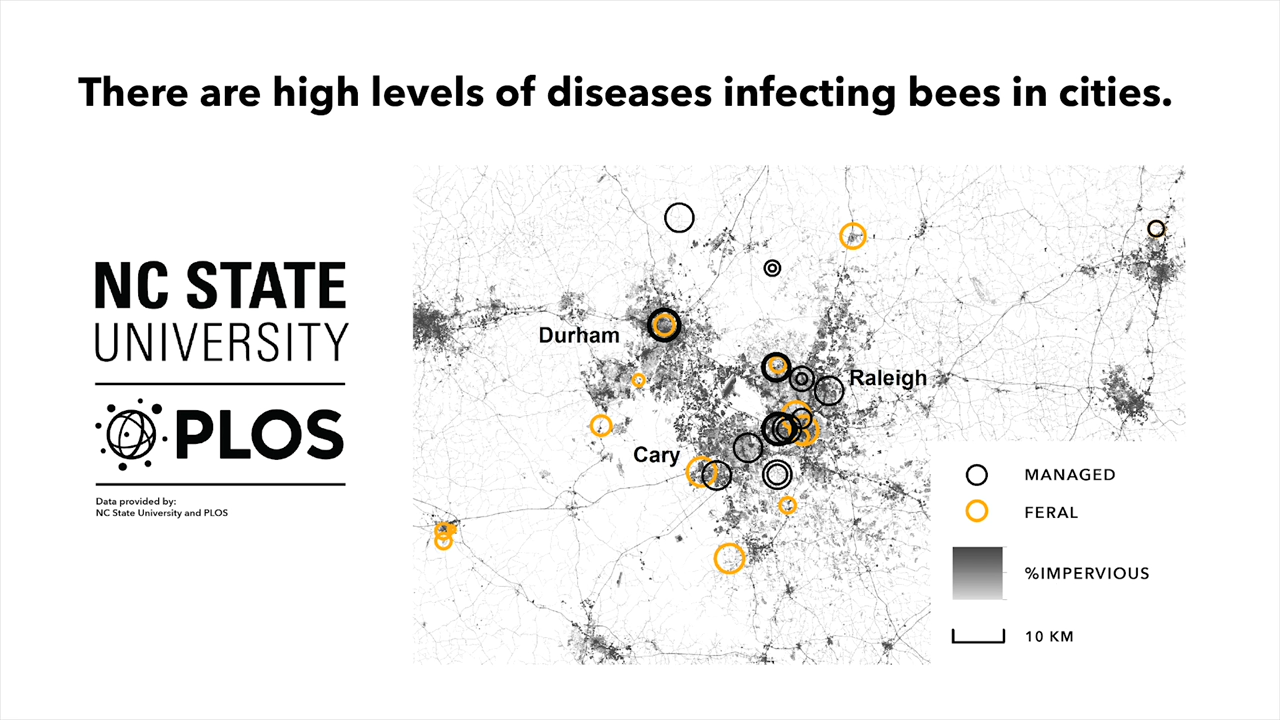 There are high levels of diseases infecting bees in cities.
NC STATE
UNIVERSITY
PLOS
Data provided by:
NC State University and PLOS
Durham
Raleigh
Cary
MANAGED
FERAL
%IMPERVIOUS
10 KM